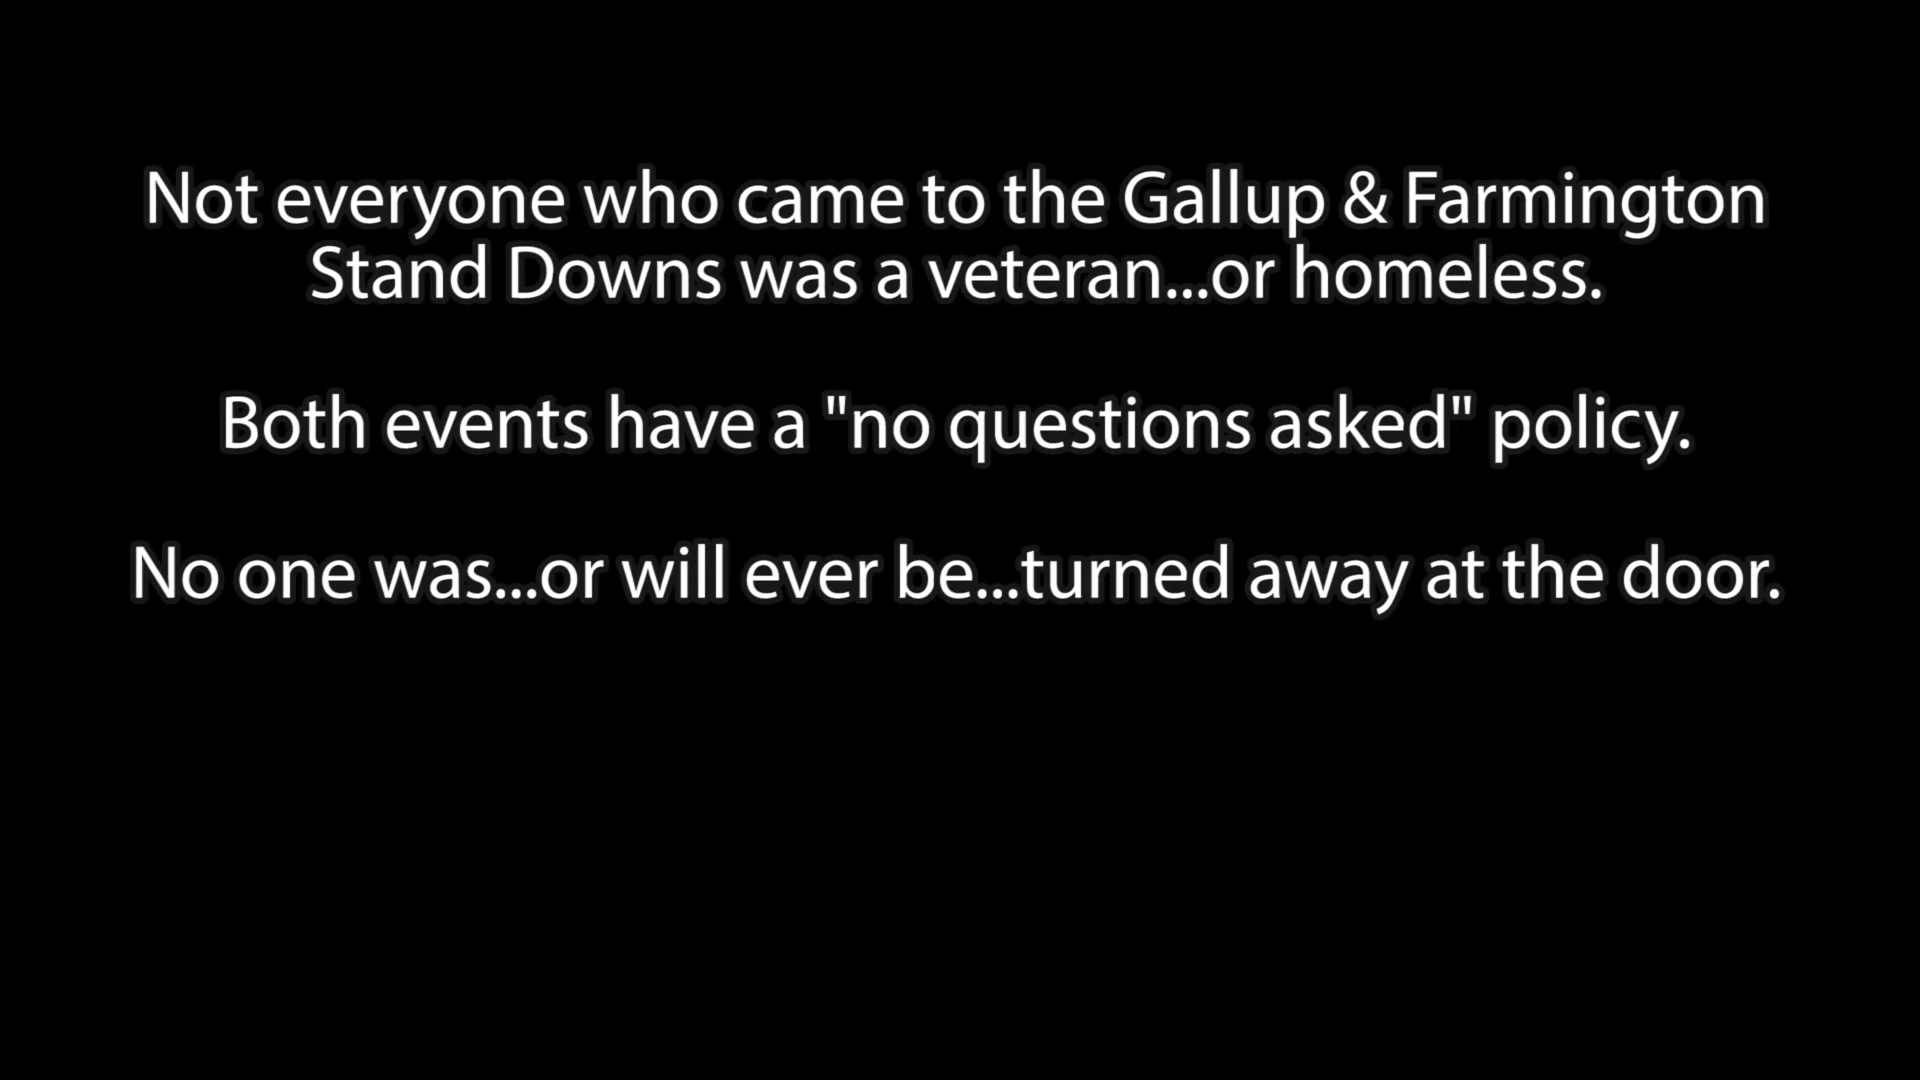 Not everyone who came to the Gallup & Farmington
Stand Downs was a veteran...or homeless.
Both events have a "no questions asked" policy.
No one was...or will ever be...turned away at the door.